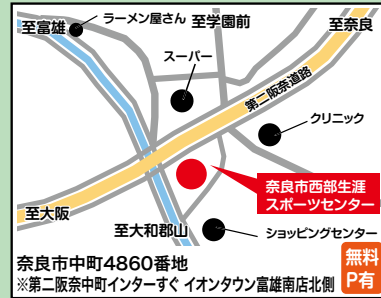 ラーメン屋さん
至学園前
至奈良
至富雄
スーパー
第二阪奈道路
クリニック
奈良市西部生涯
スポーツセンター
至大阪
至大和郡山
ショッピングセンター
奈良市中町4860番地
※第二阪奈中町インターすぐ イオンタウン富雄南店北側
無料
P有